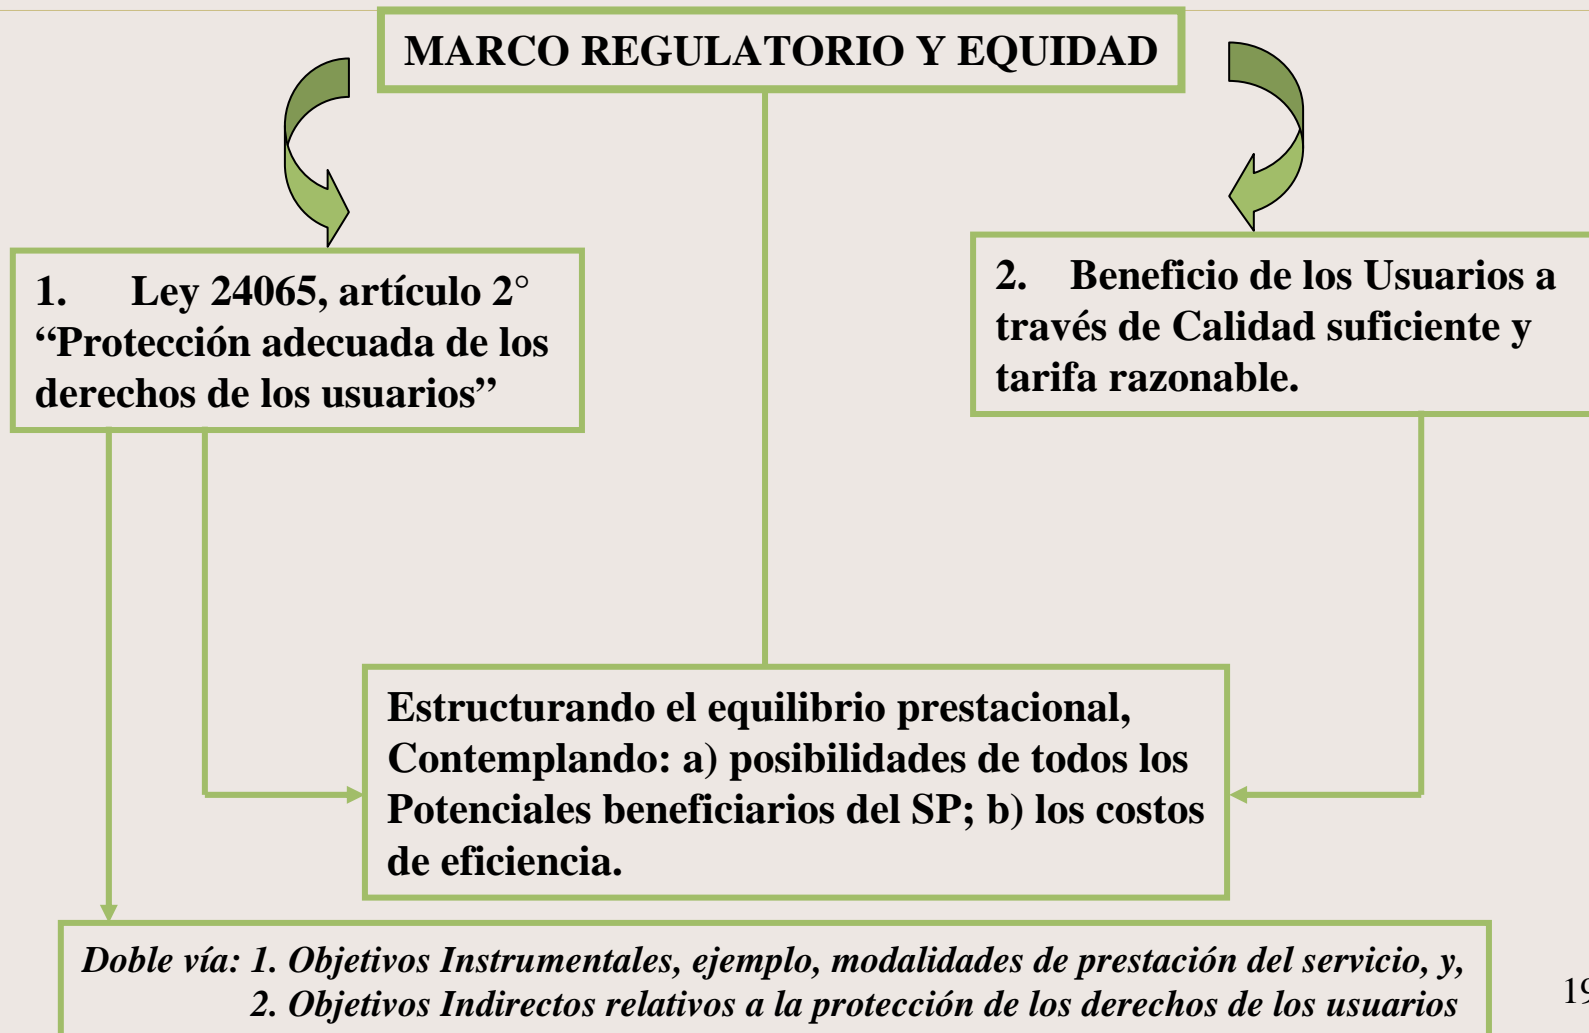 MARCO REGULATORIO Y EQUIDAD
1. Ley 24065, artículo 2°
“Protección adecuada de los
derechos de los usuarios”
2. Beneficio de los Usuarios a
través de Calidad suficiente y
tarifa razonable.
Estructurando el equilibrio prestacional,
Contemplando: a) posibilidades de todos los
Potenciales beneficiarios del SP; b) los costos
de eficiencia.
Doble vía: 1. Objetivos Instrumentales, ejemplo, modalidades de prestación del servicio, y,
2. Objetivos Indirectos relativos a la protección de los derechos de los usuarios
19